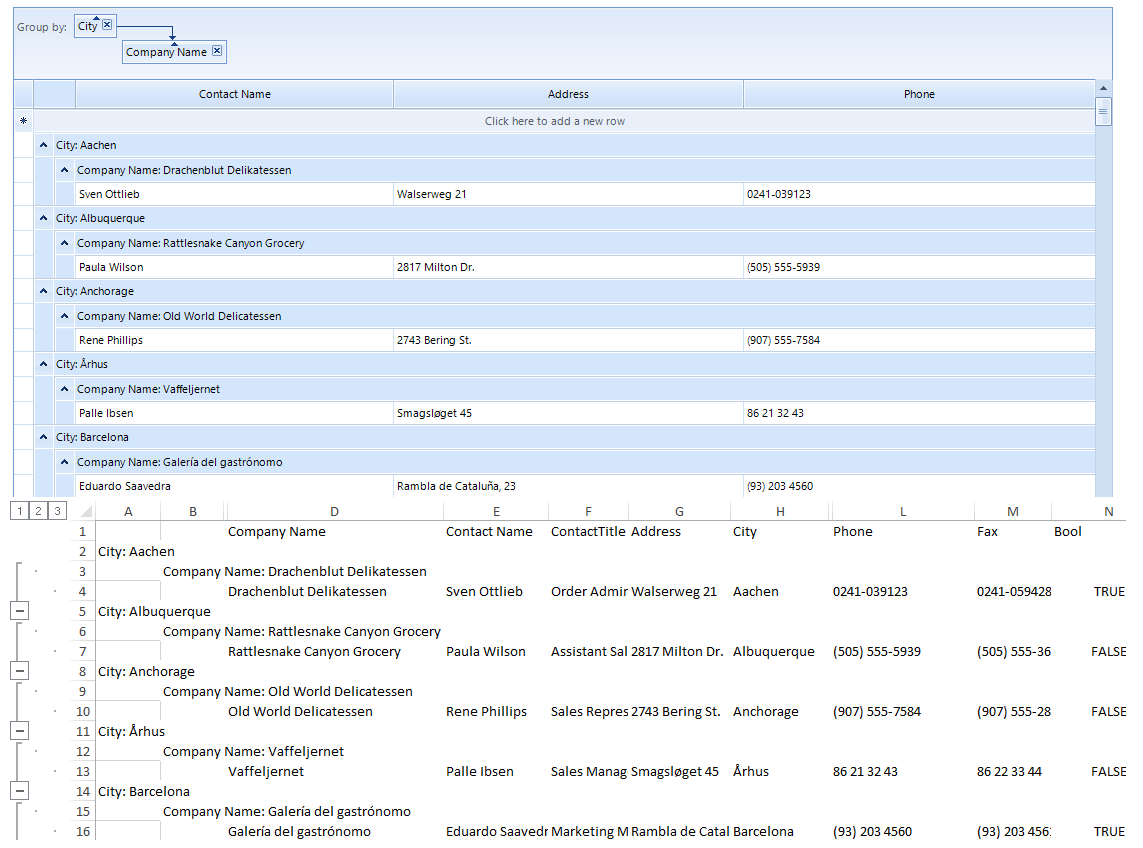 Group by: City
Company Name
Contact Name Address Phone
* Click here to add a new row
City: Aachen
Company Name: Drachenblut Delikatessen
Sven Ottlieb Walserweg 21 0241-039123
City: Albuquerque
Company Name: Rattlesnake Canyon Grocery
Paula Wilson 2817 Milton Dr. (505) 555-5939
City: Anchorage
Company Name: Old World Delicatessen
Rene Phillips 2743 Bering St. (907) 555-7584
City: Århus
Company Name: Vaffeljernet
Palle Ibsen Smagsløget 45 86 21 32 43
City: Barcelona
Company Name: Galería del gastrónomo
Eduardo Saavedra Rambla de Cataluña, 23 (93) 203 4560
1 2 3 A B D E F G H L M N
1 Company Name Contact Name ContactTitle Address City Phone Fax Bool
2 City: Aachen
3 Company Name: Drachenblut Delikatessen
4 Drachenblut Delikatessen Sven Ottlieb Order Admir Walserweg 21 Aachen 0241-039123 0241-059428 TRUE
5 City: Albuquerque
6 Company Name: Rattlesnake Canyon Grocery
7 Rattlesnake Canyon Grocery Paula Wilson Assistant Sal 2817 Milton Dr. Albuquerque (505) 555-5939 (505) 555-36 FALSE
8 City: Anchorage
9 Company Name: Old World Delicatessen
10 Old World Delicatessen Rene Phillips Sales Repres 2743 Bering St. Anchorage (907) 555-7584 (907) 555-28 FALSE
11 City: Århus
12 Company Name: Vaffeljernet
13 Vaffeljernet Palle Ibsen Sales Manag Smagsløget 45 Århus 86 21 32 43 86 22 33 44 FALSE
14 City: Barcelona
15 Company Name: Galería del gastrónomo
16 Galería del gastrónomo Eduardo Saavedr Marketing M Rambla de Catal Barcelona (93) 203 4560 (93) 203 456 TRUE